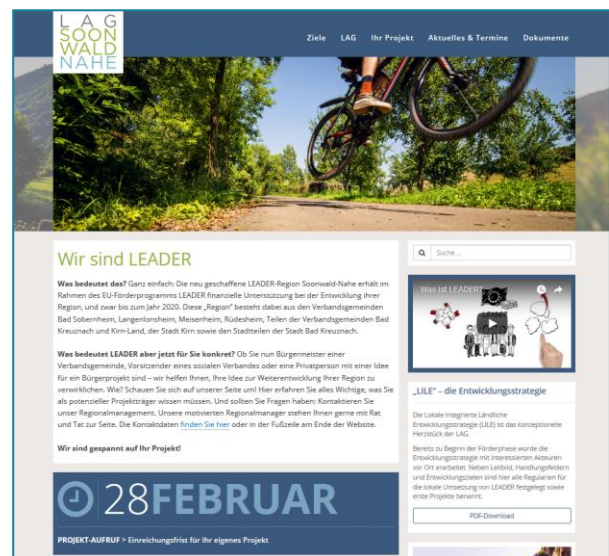 LAG
SOON
WALD
NAHE
Ziele LAG Ihr Projekt Aktuelles & Termine Dokumente
Wir sind LEADER
Was bedeutet das? Ganz einfach: Die neu geschaffene LEADER-Region Soonwald-Nahe erhält im
Rahmen des EU-Förderprogramms LEADER finanzielle Unterstützung bei der Entwicklung ihrer
Region, und zwar bis zum Jahr 2020. Diese „Region" besteht dabei aus den Verbandsgemeinden
Bad Sobernheim, Langenlonsheim, Meisenheim, Rüdesheim, Teilen der Verbandsgemeinden Bad
Kreuznach und Kirn-Land, der Stadt Kirn sowie den Stadtteilen der Stadt Bad Kreuznach.
Was bedeutet LEADER aber jetzt für Sie konkret? Ob Sie nun Bürgermeister einer
Verbandsgemeinde, Vorsitzender eines sozialen Verbandes oder eine Privatperson mit einer Idee
für ein Bürgerprojekt sind – wir helfen Ihnen, Ihre Idee zur Weiterentwicklung Ihrer Region zu
verwirklichen. Wie? Schauen Sie sich auf unserer Seite um! Hier erfahren Sie alles Wichtige, was Sie
als potenzieller Projektträger wissen müssen. Und sollten Sie Fragen haben: Kontaktieren Sie
unser Regionalmanagement. Unsere motivierten Regionalmanager stehen Ihnen gerne mit Rat
und Tat zur Seite. Die Kontaktdaten finden Sie hier oder in der Fußzeile am Ende der Website.
Wir sind gespannt auf Ihr Projekt!
28FEBRUAR
PROJEKT-AUFRUF > Einreichungsfrist für Ihr eigenes Projekt
Suche ...
Was ist LEADER?
LEADER
„LILE" – die Entwicklungsstrategie
Die Lokale Integrierte Ländliche
Entwicklungsstrategie (LILE) ist das konzeptionelle
Herzstück der LAG.
Bereits zu Beginn der Förderphase wurde die
Entwicklungsstrategie mit interessierten Akteuren
vor Ort erarbeitet. Neben Leitbild, Handlungsfeldern
und Entwicklungszielen sind hier alle Regularien für
die lokale Umsetzung von LEADER festgelegt sowie
erste Projekte benannt.
PDF-Download